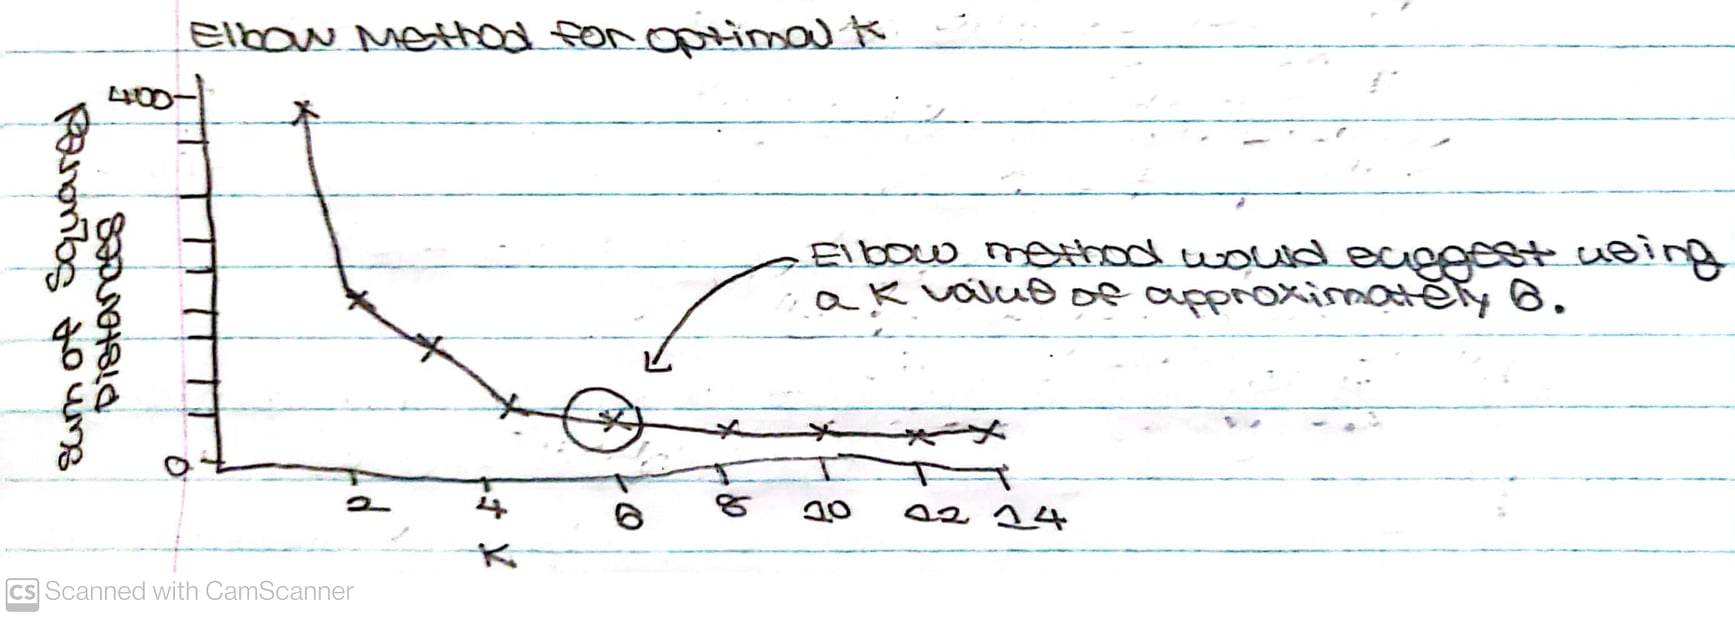 Elbow Method for optimal K
400
Sum of Squared
Distances
Elbow method would suggest using
a K value of approximately 6.
0
2 4 6 8 10 12 14
K
CS Scanned with CamScanner